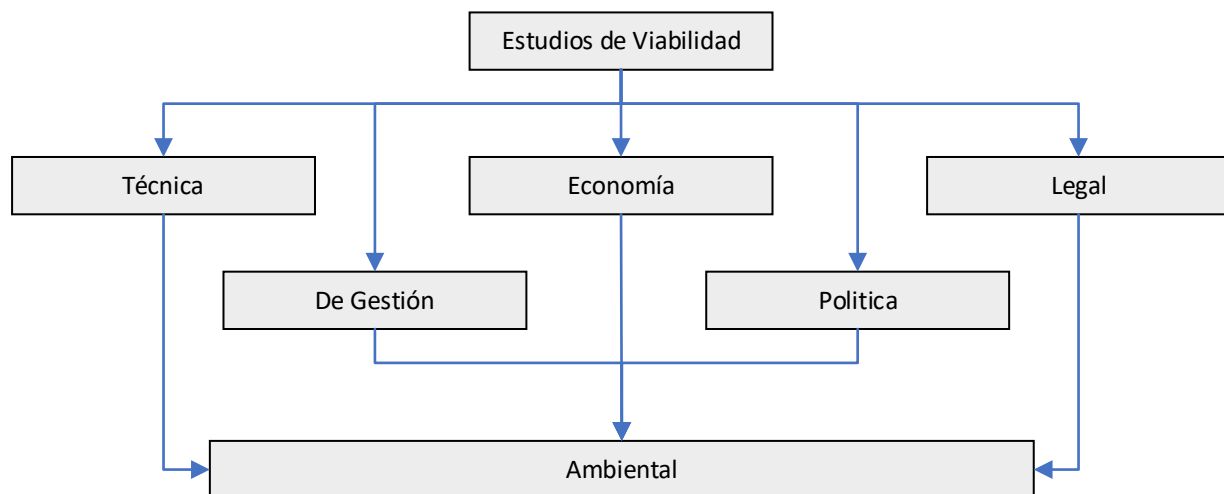 Estudios de Viabilidad
Técnica
Economía
Legal
De Gestión
Politica
Ambiental